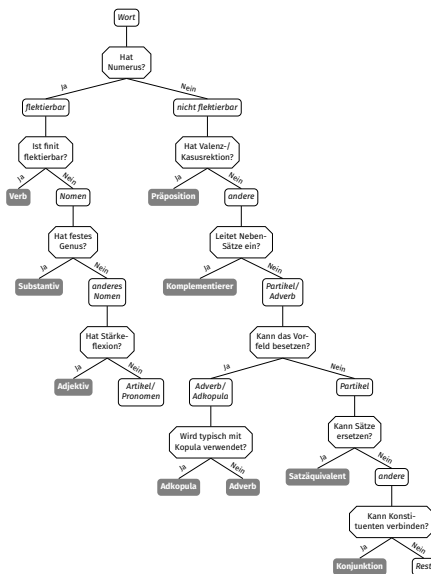 Wort
Hat
Numerus?
Ja
Nein
flektierbar
nicht flektierbar
Ist finit
flektierbar?
Hat Valenz-/
Kasusrektion?
Ja
Nein
Ja
Nein
Verb
Nomen
Präposition
andere
Hat festes
Genus?
Leitet Neben-
Sätze ein?
Ja
Nein
Ja
Nein
Substantiv
anderes
Nomen
Komplementierer
Partikel/
Adverb
Hat Stärke-
flexion?
Kann das Vor-
feld besetzen?
Ja
Nein
Ja
Nein
Adjektiv
Artikel/
Pronomen
Adverb/
Adkopula
Partikel
Wird typisch mit
Kopula verwendet?
Kann Sätze
ersetzen?
Ja
Nein
Ja
Nein
Adkopula
Adverb
Satzäquivalent
andere
Kann Konsti-
tuenten verbinden?
Ja
Nein
Konjunktion
Rest